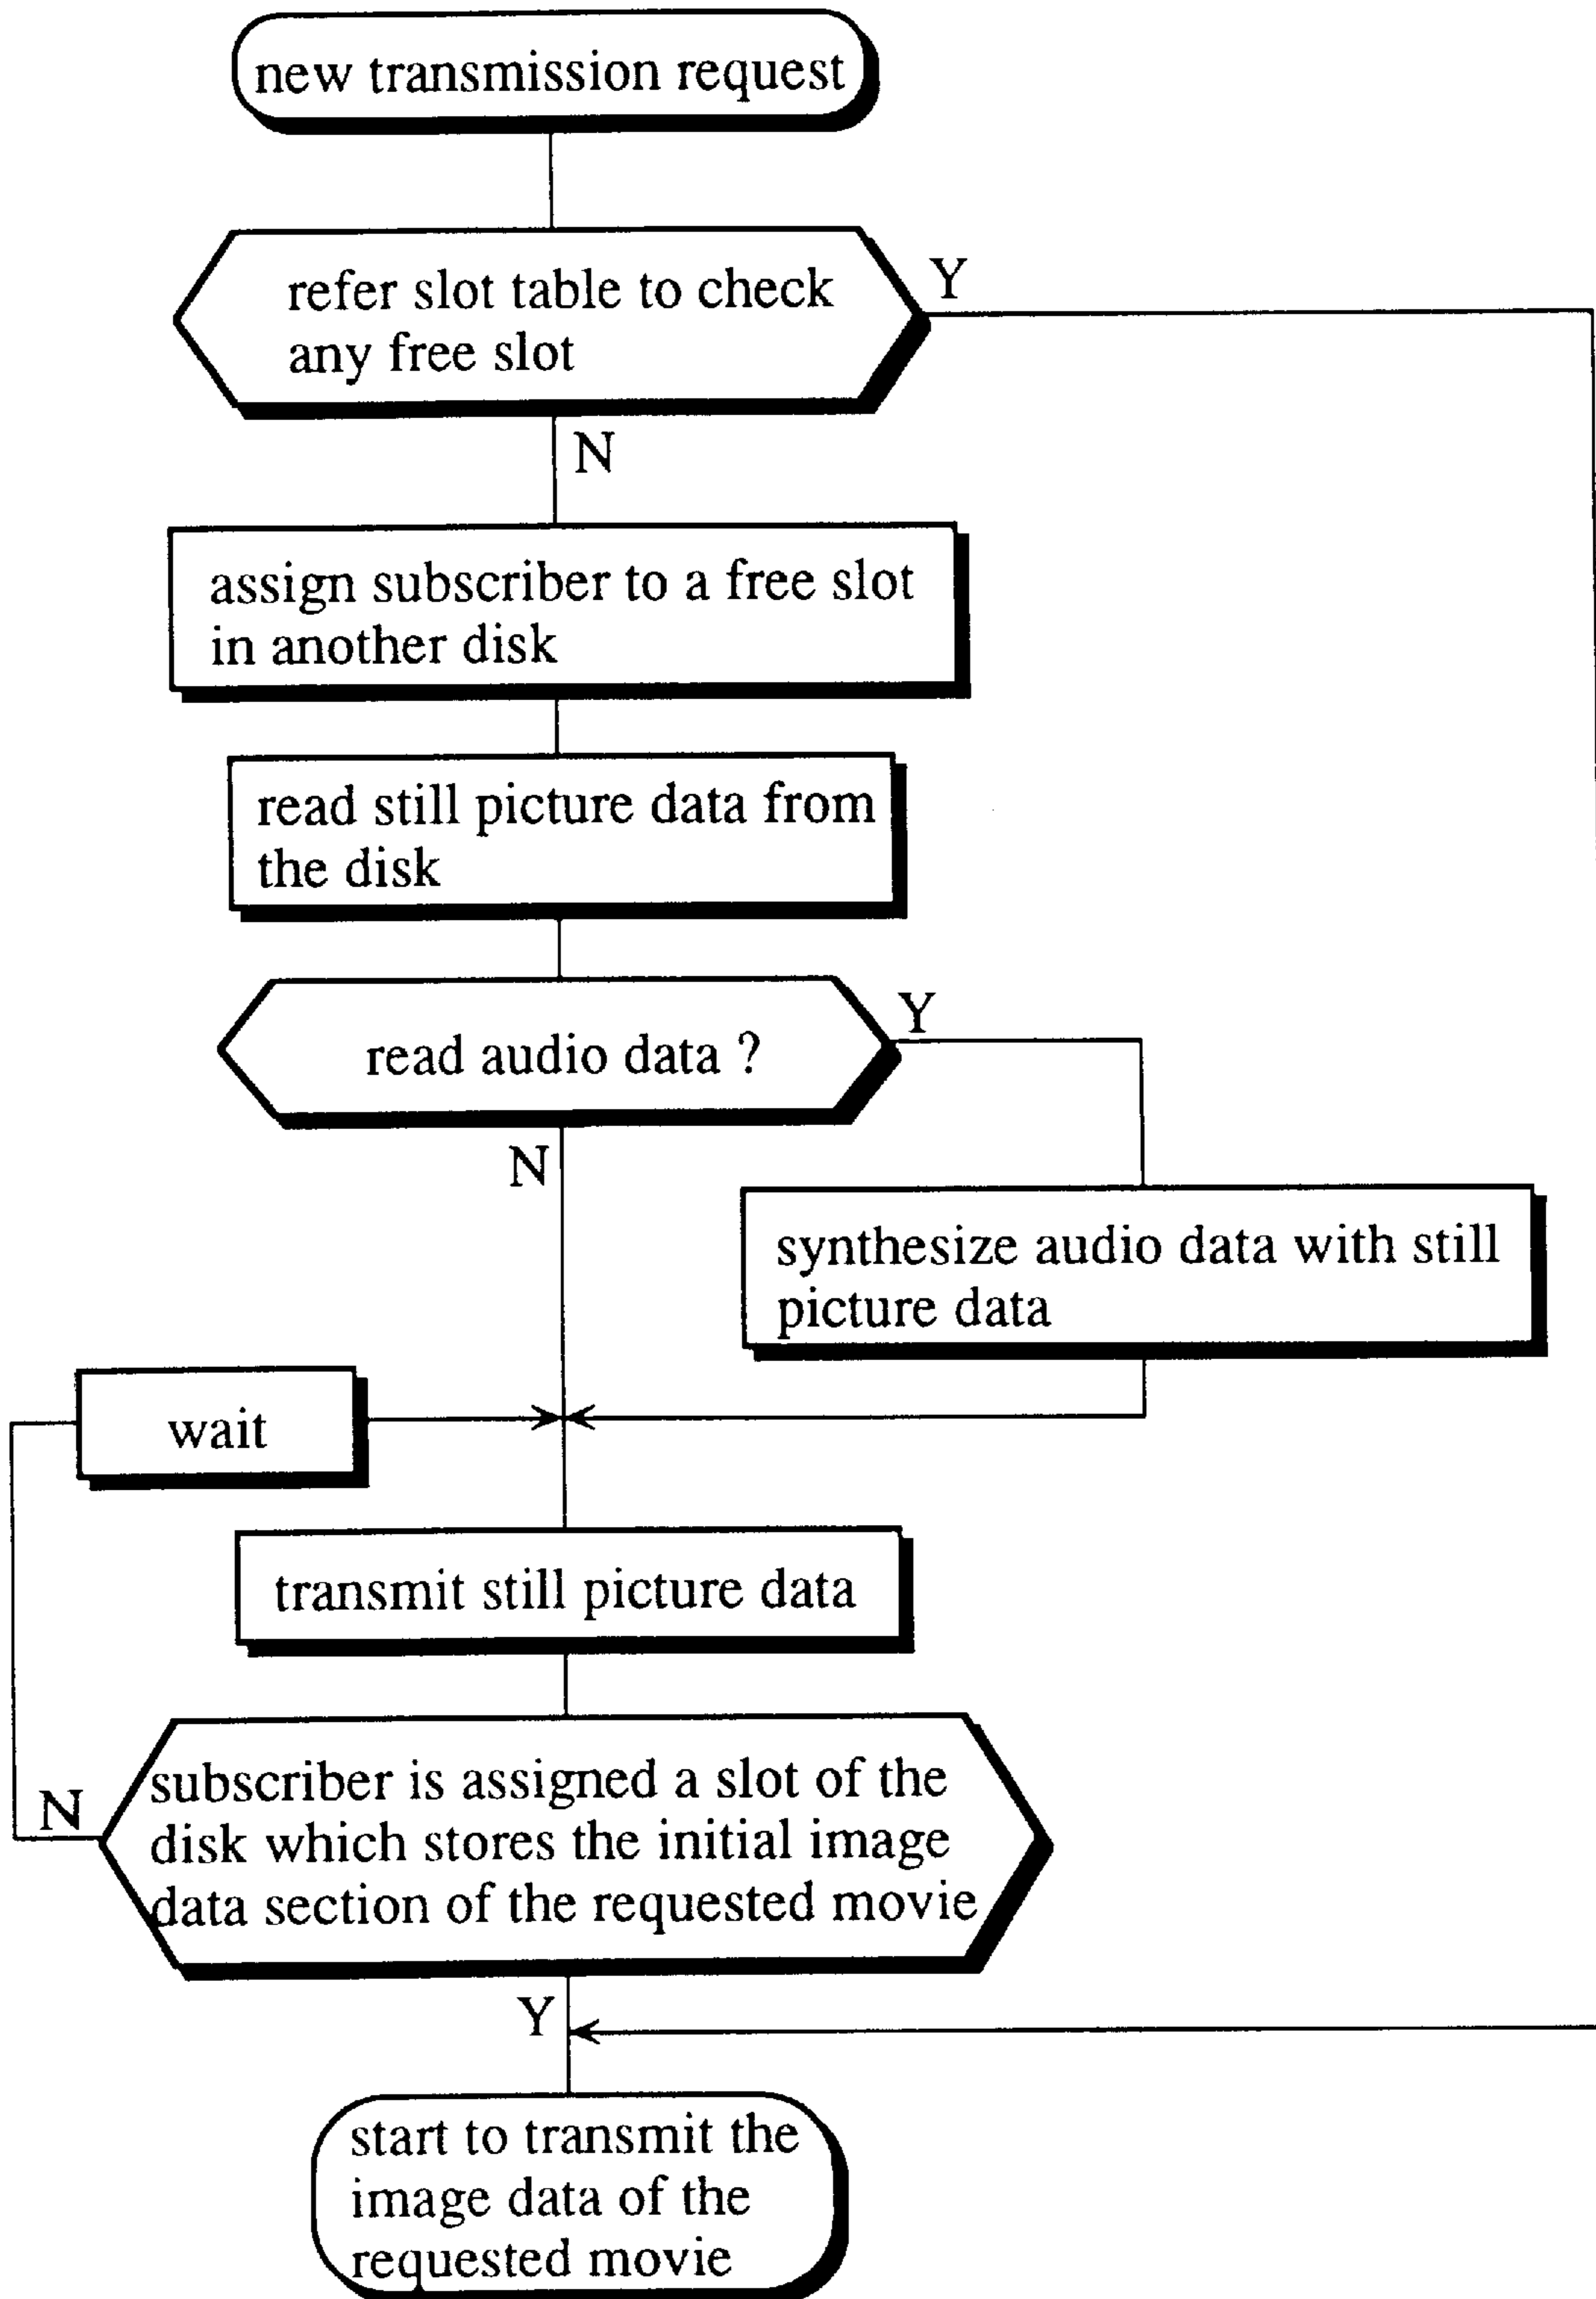 new transmission request
refer slot table to check
any free slot
Y
N
assign subscriber to a free slot
in another disk
read still picture data from
the disk
read audio data ?
Y
N
synthesize audio data with still
picture data
wait
transmit still picture data
subscriber is assigned a slot of the
disk which stores the initial image
data section of the requested movie
N
Y
start to transmit the
image data of the
requested movie